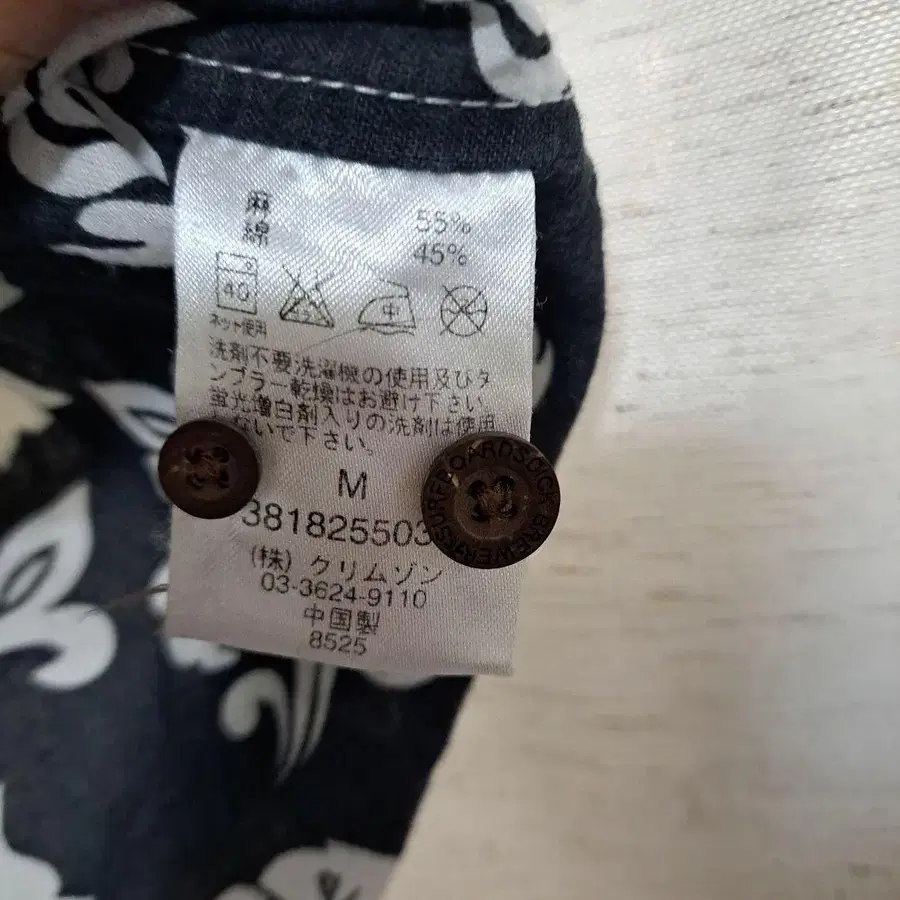 麻 55%
綿 45%
40
中
ネット使用
洗剤不要洗濯機の使用及びタ
ンブラー乾燥はお避け下さい
蛍光増白剤入りの洗剤は使用
しないで下さい。
M
381825503
(株) クリムゾン
03-3624-9110
中国製
8525
SURFBOARDS DICK BREWER